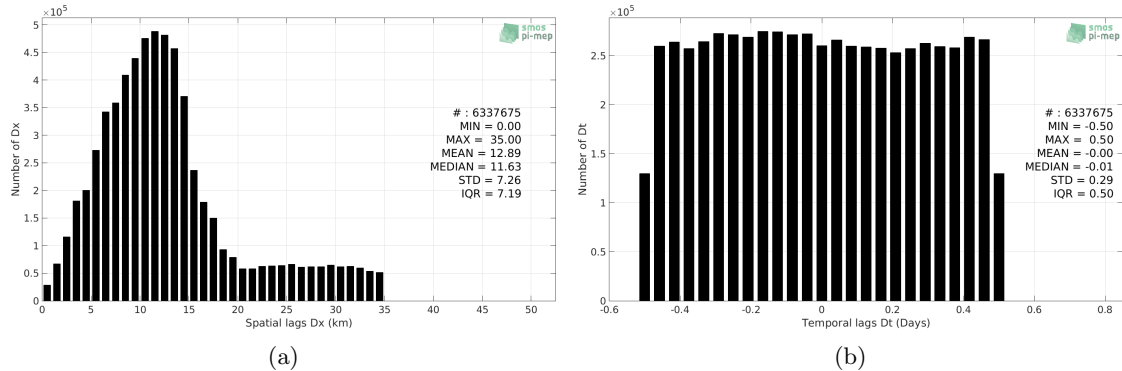 ×10⁵
5
4.5
4
3.5
3
2.5
2
1.5
1
0.5
0
Number of Dx
smos
pi-mep
# : 6337675
MIN = 0.00
MAX = 35.00
MEAN = 12.89
MEDIAN = 11.63
STD = 7.26
IQR = 7.19
0 5 10 15 20 25 30 35 40 45 50
Spatial lags Dx (km)
(a)
×10⁵
2.5
2
1.5
1
0.5
0
Number of Dt
smos
pi-mep
# : 6337675
MIN = -0.50
MAX = 0.50
MEAN = -0.00
MEDIAN = -0.01
STD = 0.29
IQR = 0.50
-0.6 -0.4 -0.2 0 0.2 0.4 0.6 0.8
Temporal lags Dt (Days)
(b)